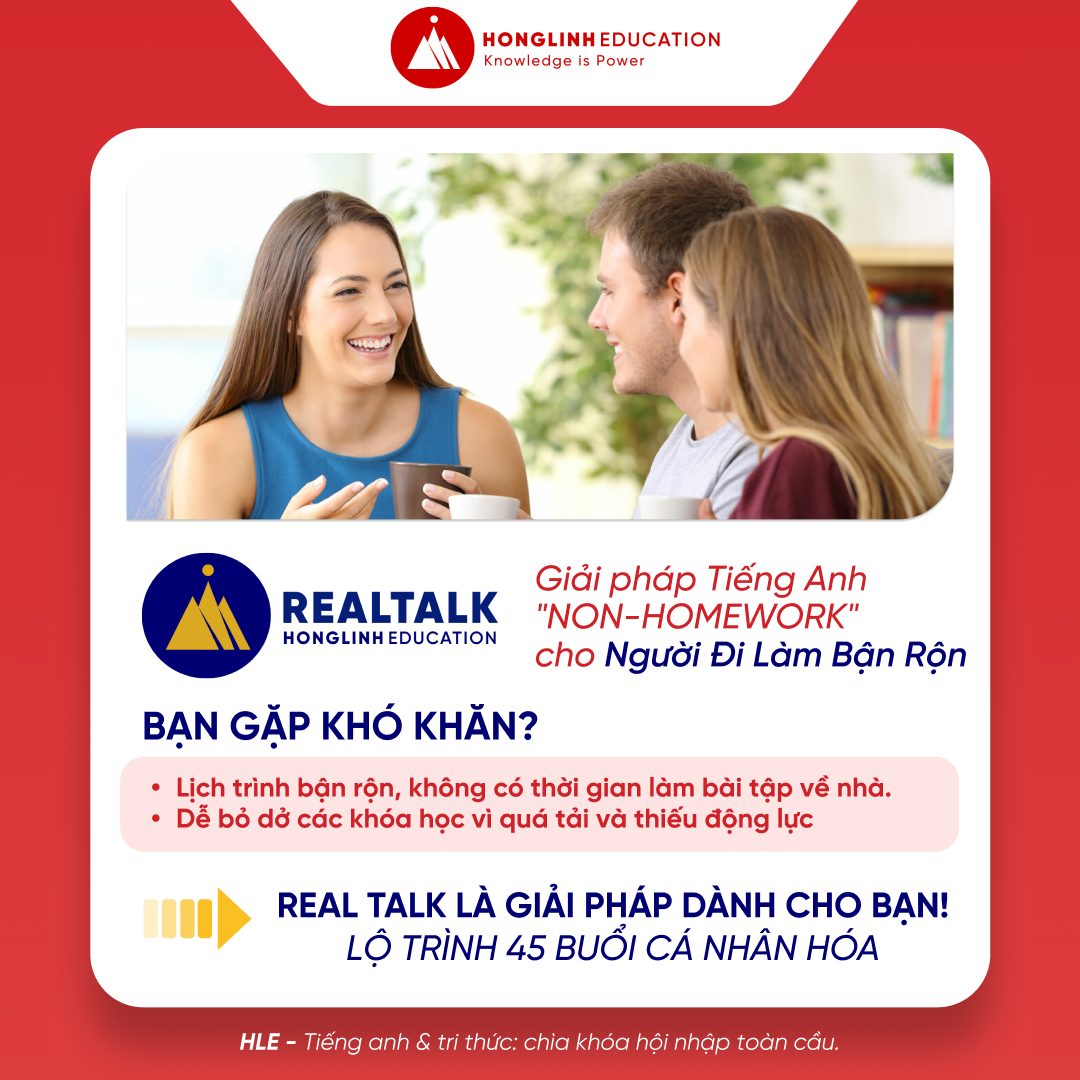 HONGLINH EDUCATION
Knowledge is Power
REALTALK
HONGLINH EDUCATION
Giải pháp Tiếng Anh
"NON-HOMEWORK"
cho Người Đi Làm Bận Rộn
BẠN GẶP KHÓ KHĂN?
• Lịch trình bận rộn, không có thời gian làm bài tập về nhà.
• Dễ bỏ dở các khóa học vì quá tải và thiếu động lực
REAL TALK LÀ GIẢI PHÁP DÀNH CHO BẠN!
LỘ TRÌNH 45 BUỔI CÁ NHÂN HÓA
HLE - Tiếng anh & tri thức: chìa khóa hội nhập toàn cầu.